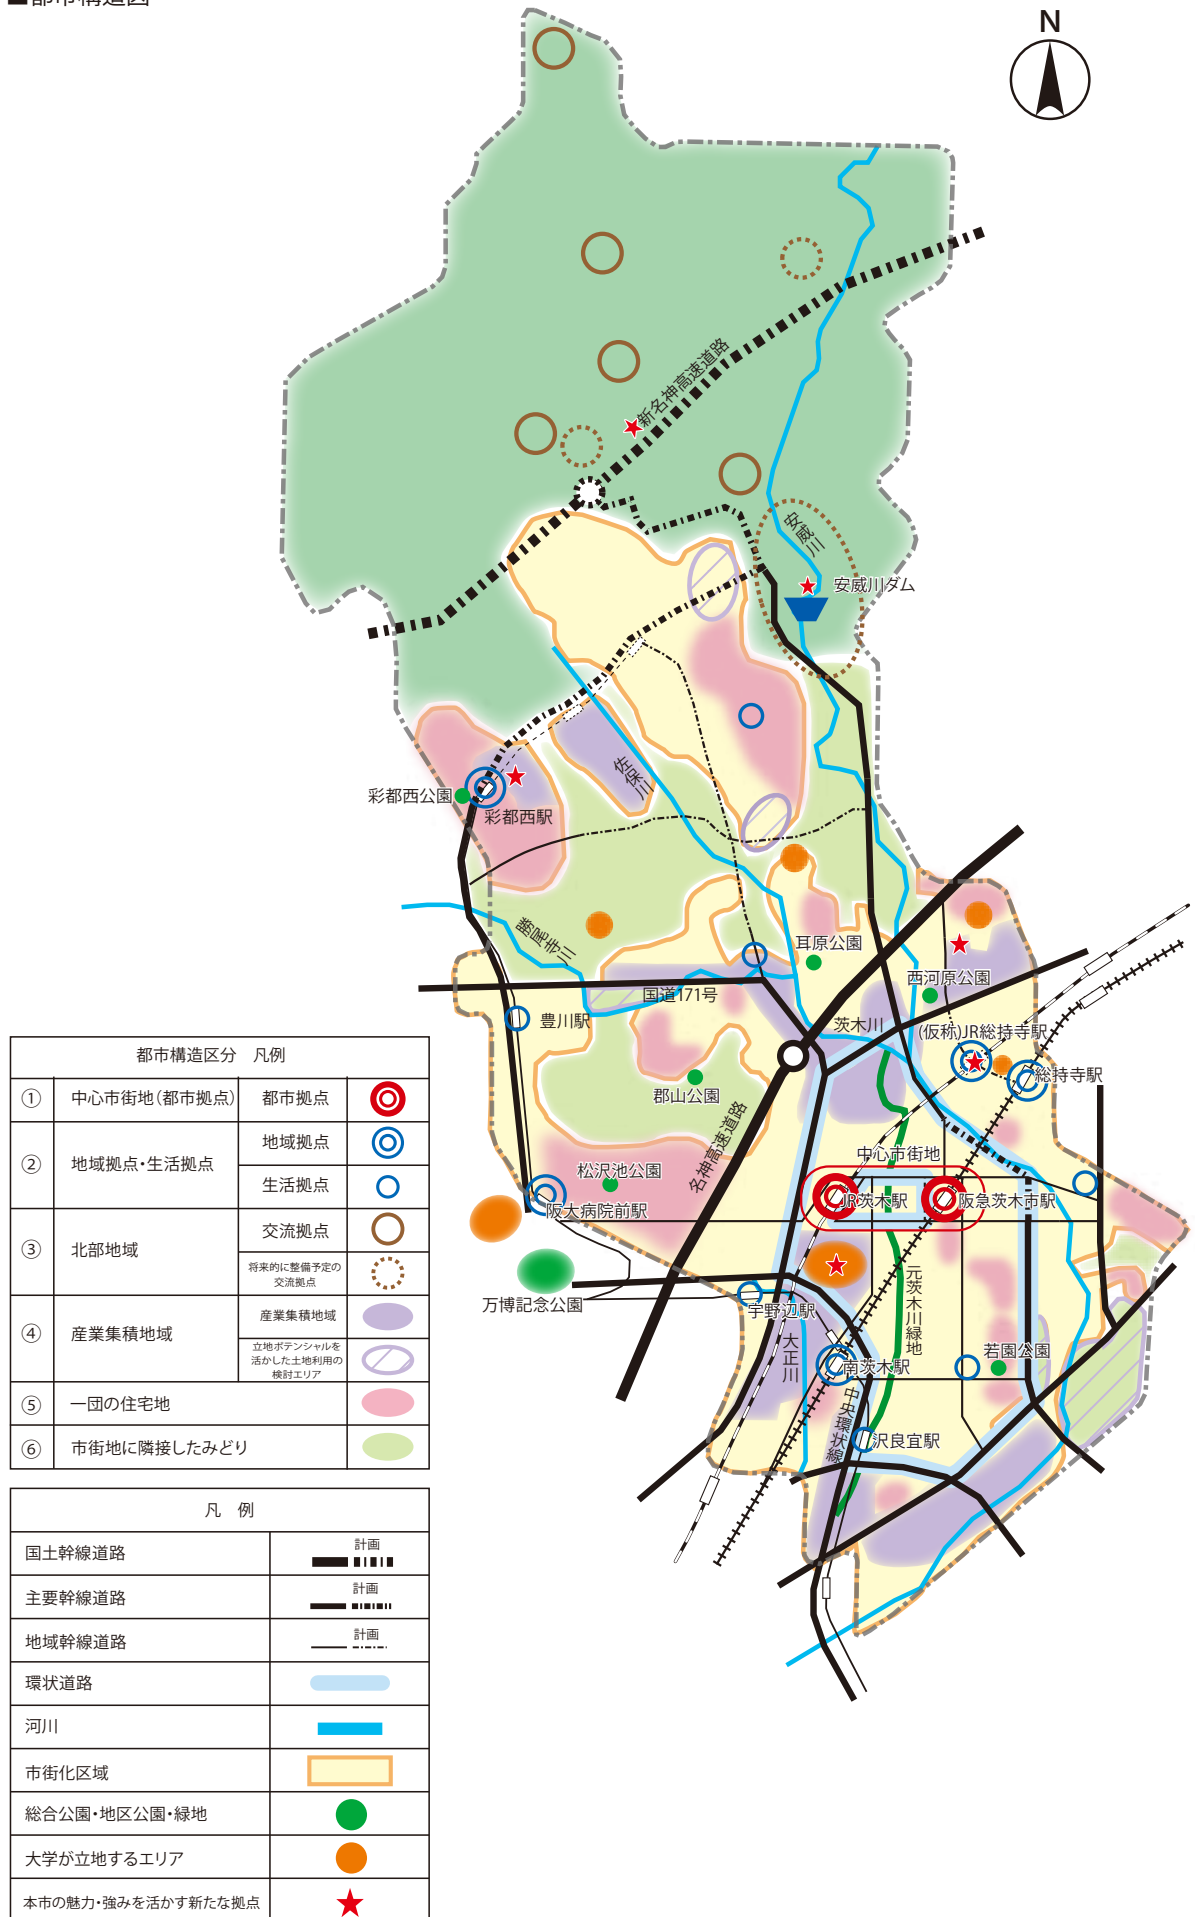 ■都市構造図
N
新名神高速道路
安威川
安威川ダム
佐保川
彩都西公園
彩都西駅
勝尾寺川
耳原公園
西河原公園
国道171号
豊川駅
茨木川
(仮称)JR総持寺駅
総持寺駅
郡山公園
名神高速道路
中心市街地
松沢池公園
JR茨木駅
阪急茨木市駅
阪大病院前駅
元茨木川緑地
万博記念公園
宇野辺駅
大正川
若園公園
南茨木駅
中央環状線
沢良宜駅
都市構造区分 凡例
① 中心市街地(都市拠点) 都市拠点
② 地域拠点・生活拠点 地域拠点
生活拠点
③ 北部地域 交流拠点
将来的に整備予定の
交流拠点
④ 産業集積地域 産業集積地域
立地ポテンシャルを
活かした土地利用の
検討エリア
⑤ 一団の住宅地
⑥ 市街地に隣接したみどり
凡 例
国土幹線道路 計画
主要幹線道路 計画
地域幹線道路 計画
環状道路
河川
市街化区域
総合公園・地区公園・緑地
大学が立地するエリア
本市の魅力・強みを活かす新たな拠点